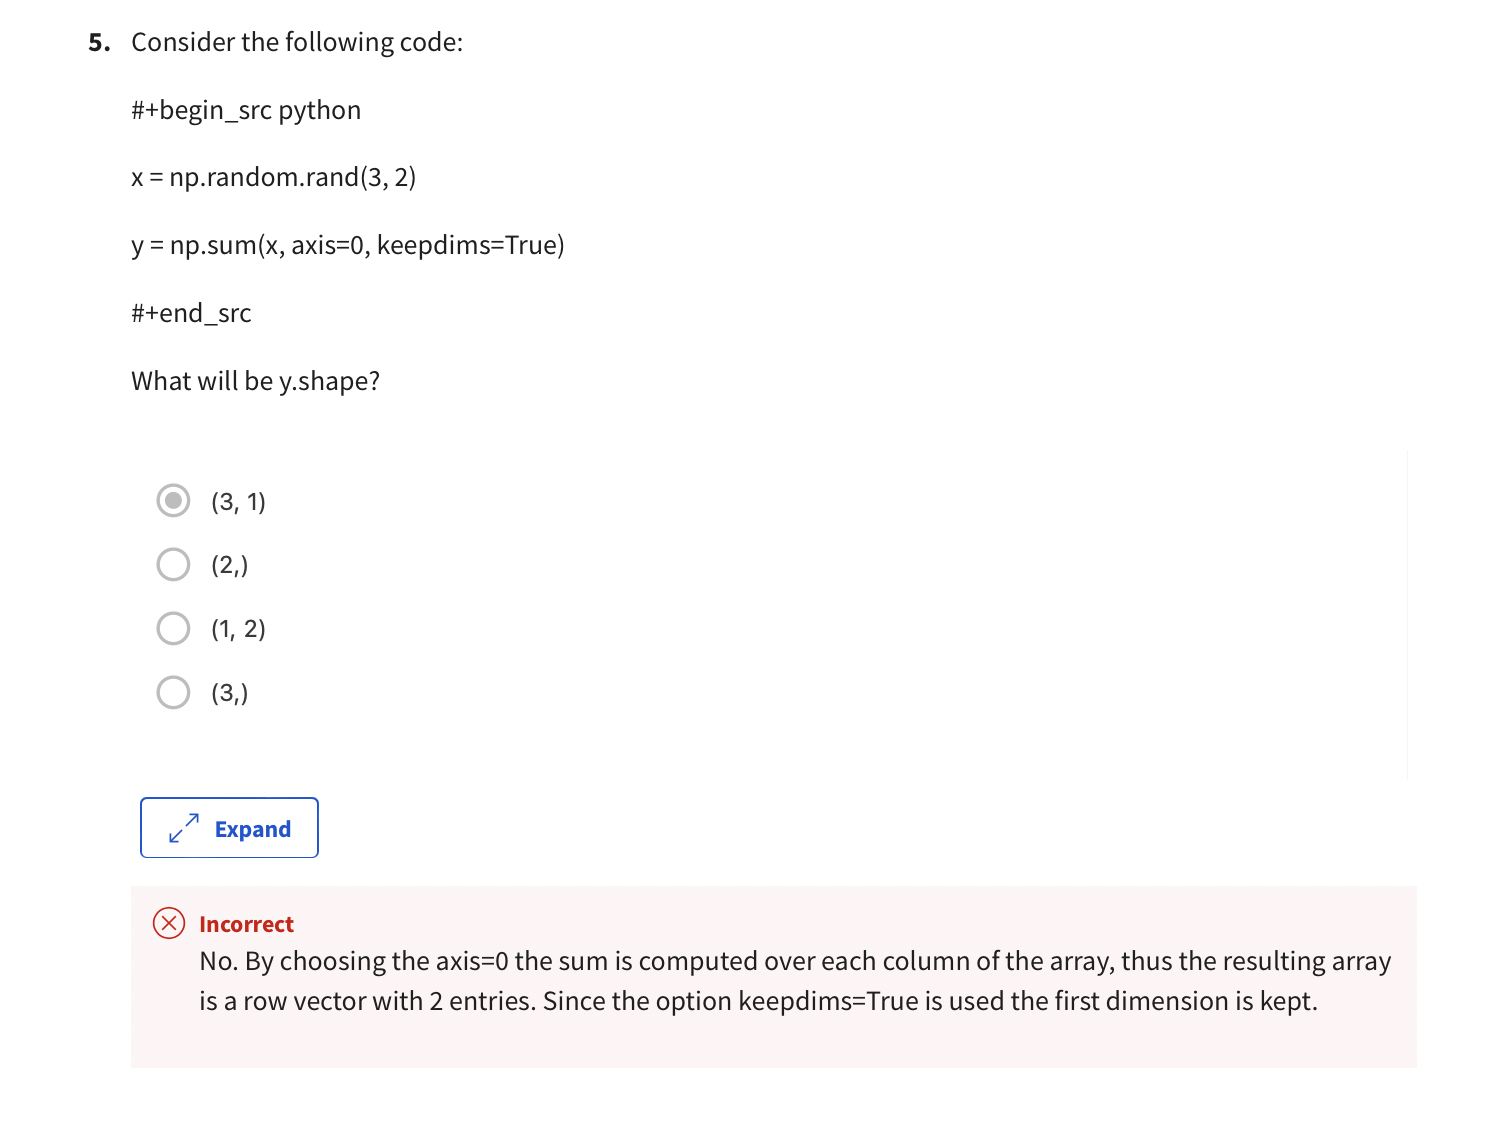 5. Consider the following code:
#+begin_src python
x = np.random.rand(3, 2)
y = np.sum(x, axis=0, keepdims=True)
#+end_src
What will be y.shape?
(3, 1)
(2,)
(1, 2)
(3,)
Expand
Incorrect
No. By choosing the axis=0 the sum is computed over each column of the array, thus the resulting array
is a row vector with 2 entries. Since the option keepdims=True is used the first dimension is kept.